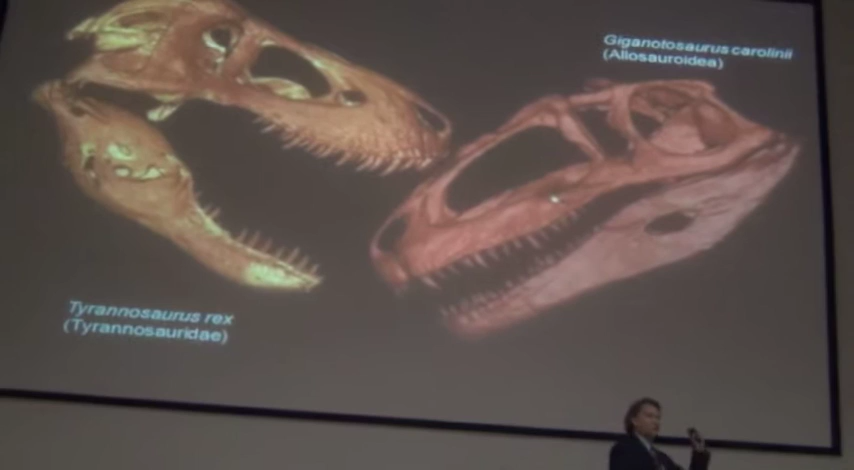 Giganotosaurus carolinii
(Allosauroidea)
Tyrannosaurus rex
(Tyrannosauridae)